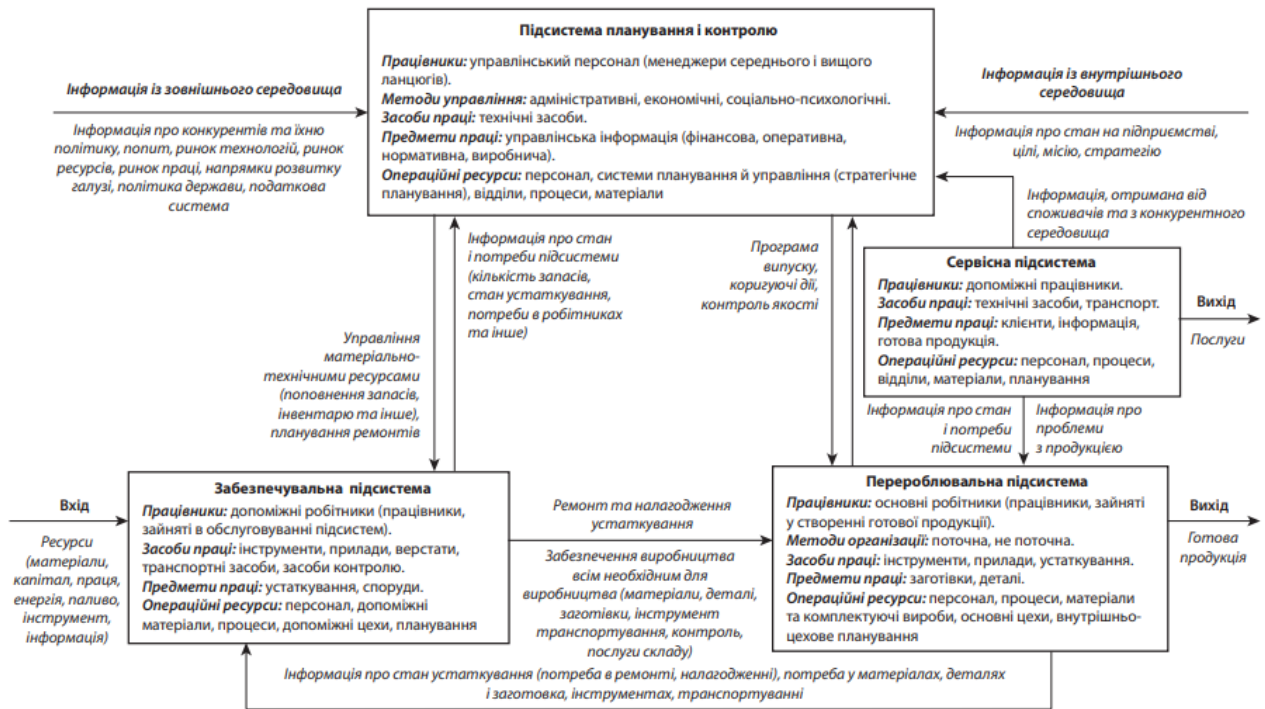 Підсистема планування і контролю
Працівники: управлінський персонал (менеджери середнього і вищого
ланцюгів).
Методи управління: адміністративні, економічні, соціально-психологічні.
Засоби праці: технічні засоби.
Предмети праці: управлінська інформація (фінансова, оперативна,
нормативна, виробнича).
Операційні ресурси: персонал, системи планування й управління (стратегічне
планування), відділи, процеси, матеріали
Інформація із зовнішнього середовища
Інформація про конкурентів та їхню
політику, попит, ринок технологій, ринок
ресурсів, ринок праці, напрямки розвитку
галузі, політика держави, податкова
система
Інформація із внутрішнього
середовища
Інформація про стан на підприємстві,
цілі, місію, стратегію
Інформація, отримана від
споживачів та з конкурентного
середовища
Інформація про стан
і потреби підсистеми
(кількість запасів,
стан устаткування,
потреби в робітниках
та інше)
Програма
випуску,
коригуючі дії,
контроль якості
Сервісна підсистема
Працівники: допоміжні працівники.
Засоби праці: технічні засоби, транспорт.
Предмети праці: клієнти, інформація,
готова продукція.
Операційні ресурси: персонал, процеси,
відділи, матеріали, планування
Вихід
Послуги
Управління
матеріально-
технічними ресурсами
(поповнення запасів,
інвентарю та інше),
планування ремонтів
Інформація про стан
і потреби
підсистеми
Інформація про
проблеми
з продукцією
Вхід
Ресурси
(матеріали,
капітал, праця,
енергія, паливо,
інструмент,
інформація)
Забезпечувальна підсистема
Працівники: допоміжні робітники (працівники,
зайняті в обслуговуванні підсистем).
Засоби праці: інструменти, прилади, верстати,
транспортні засоби, засоби контролю.
Предмети праці: устаткування, споруди.
Операційні ресурси: персонал, допоміжні
матеріали, процеси, допоміжні цехи, планування
Ремонт та налагодження
устаткування
Забезпечення виробництва
всім необхідним для
виробництва (матеріали, деталі,
заготівки, інструмент
транспортування, контроль,
послуги складу)
Перероблювальна підсистема
Працівники: основні робітники (працівники, зайняті
у створенні готової продукції).
Методи організації: поточна, не поточна.
Засоби праці: інструменти, прилади, устаткування.
Предмети праці: заготівки, деталі.
Операційні ресурси: персонал, процеси, матеріали
та комплектуючі вироби, основні цехи, внутрішньо-
цехове планування
Вихід
Готова
продукція
Інформація про стан устаткування (потреба в ремонті, налагодженні), потреба у матеріалах, деталях
і заготовка, інструментах, транспортуванні